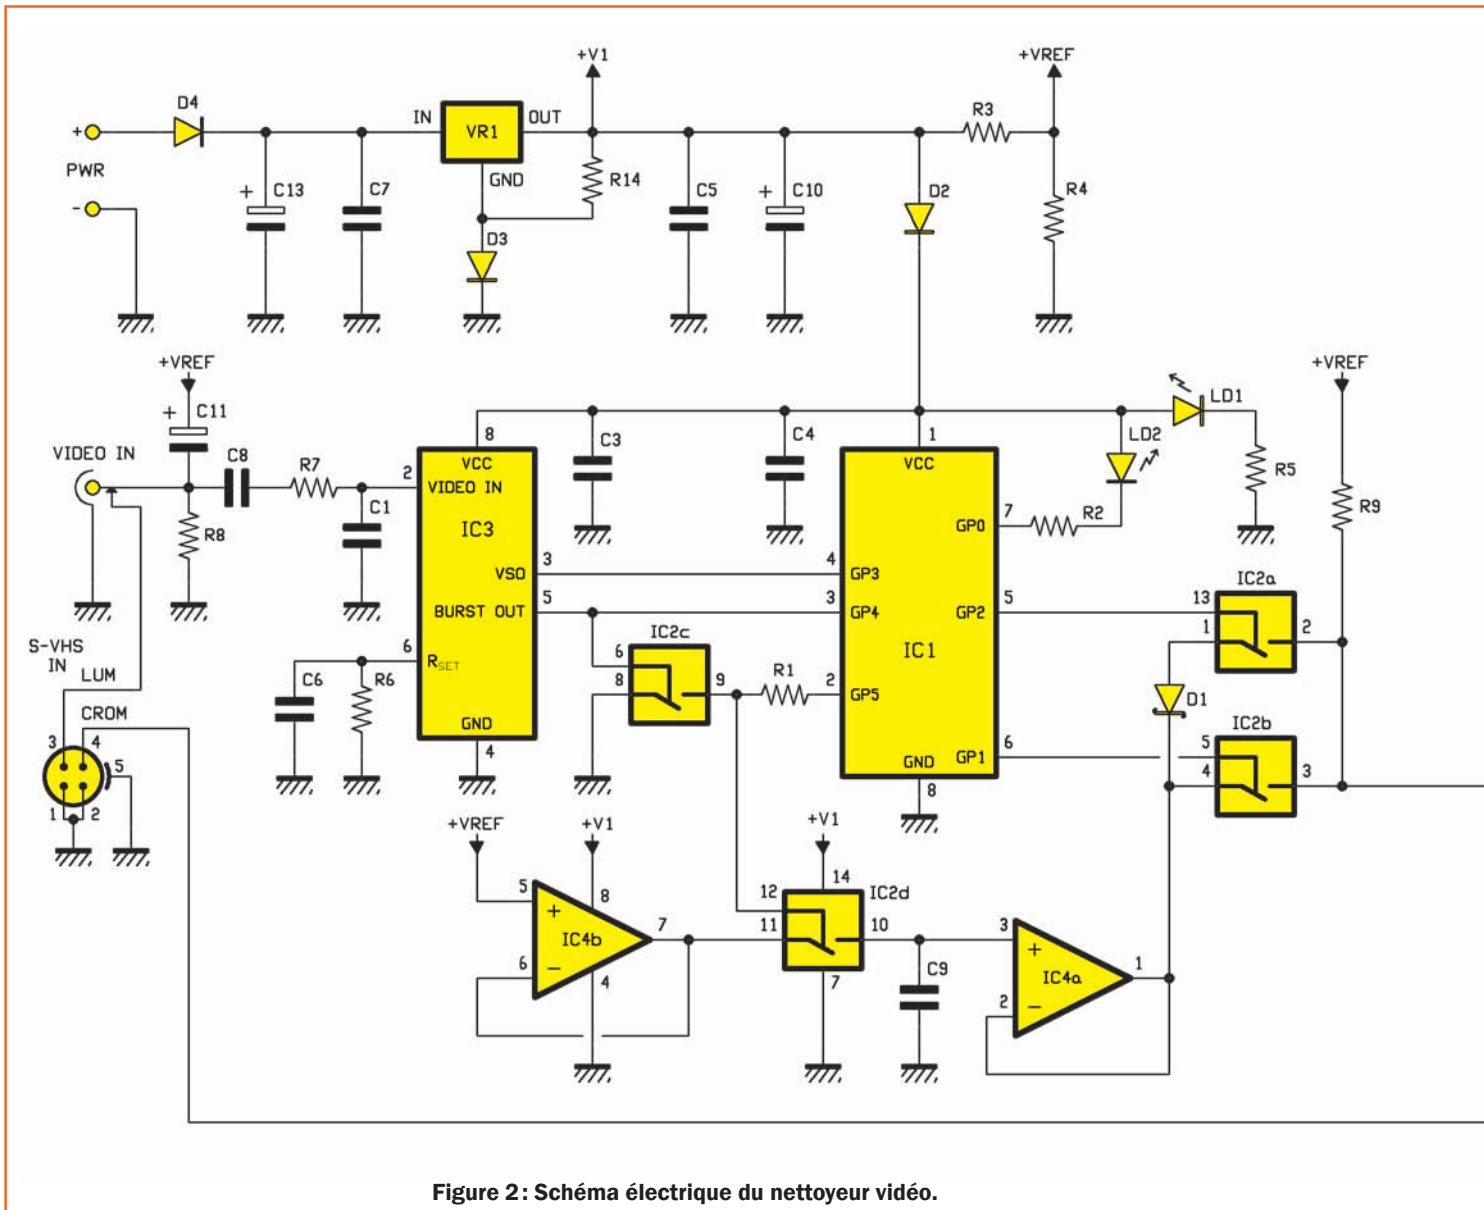 +V1
+VREF
D4
IN
VR1
OUT
R3
+
PWR
-
+
C13
C7
GND
R14
C5
+
C10
D2
R4
D3
+VREF
+VREF
+
C11
LD1
VIDEO IN
C8
R7
2
8
VCC
VIDEO IN
IC3
C3
C4
1
VCC
LD2
R5
R9
R8
C1
GP0
7
R2
VSO
3
4
GP3
IC2a
BURST OUT
5
3
GP4
GP2
5
13
1
2
S-VHS
IN
LUM
6
RSET
IC2c
6
8
9
R1
2
GP5
IC1
D1
CROM
C6
R6
GND
4
GND
8
GP1
6
IC2b
5
4
3
3
4
5
1
2
+VREF
+V1
+V1
14
IC2d
5
+
8
IC4b
7
6
-
4
12
11
10
7
C9
3
+
IC4a
1
2
-
Figure 2 : Schéma électrique du nettoyeur vidéo.